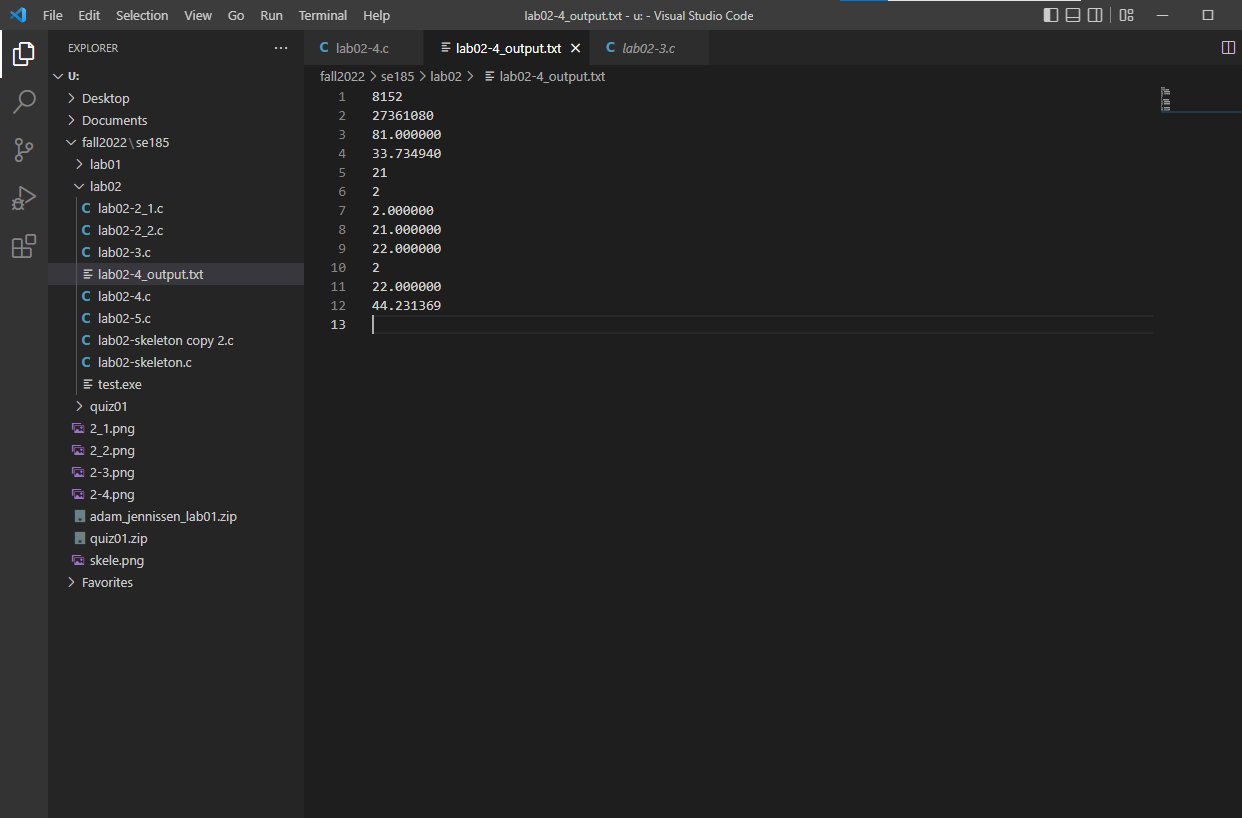 File Edit Selection View Go Run Terminal Help lab02-4_output.txt - u: - Visual Studio Code
EXPLORER
U:
Desktop
Documents
fall2022\se185
lab01
lab02
C lab02-2_1.c
C lab02-2_2.c
C lab02-3.c
lab02-4_output.txt
C lab02-4.c
C lab02-5.c
C lab02-skeleton copy 2.c
C lab02-skeleton.c
test.exe
quiz01
2_1.png
2_2.png
2-3.png
2-4.png
adam_jennissen_lab01.zip
quiz01.zip
skele.png
Favorites
C lab02-4.c lab02-4_output.txt C lab02-3.c
fall2022 > se185 > lab02 > lab02-4_output.txt
1 8152
2 27361080
3 81.000000
4 33.734940
5 21
6 2
7 2.000000
8 21.000000
9 22.000000
10 2
11 22.000000
12 44.231369
13